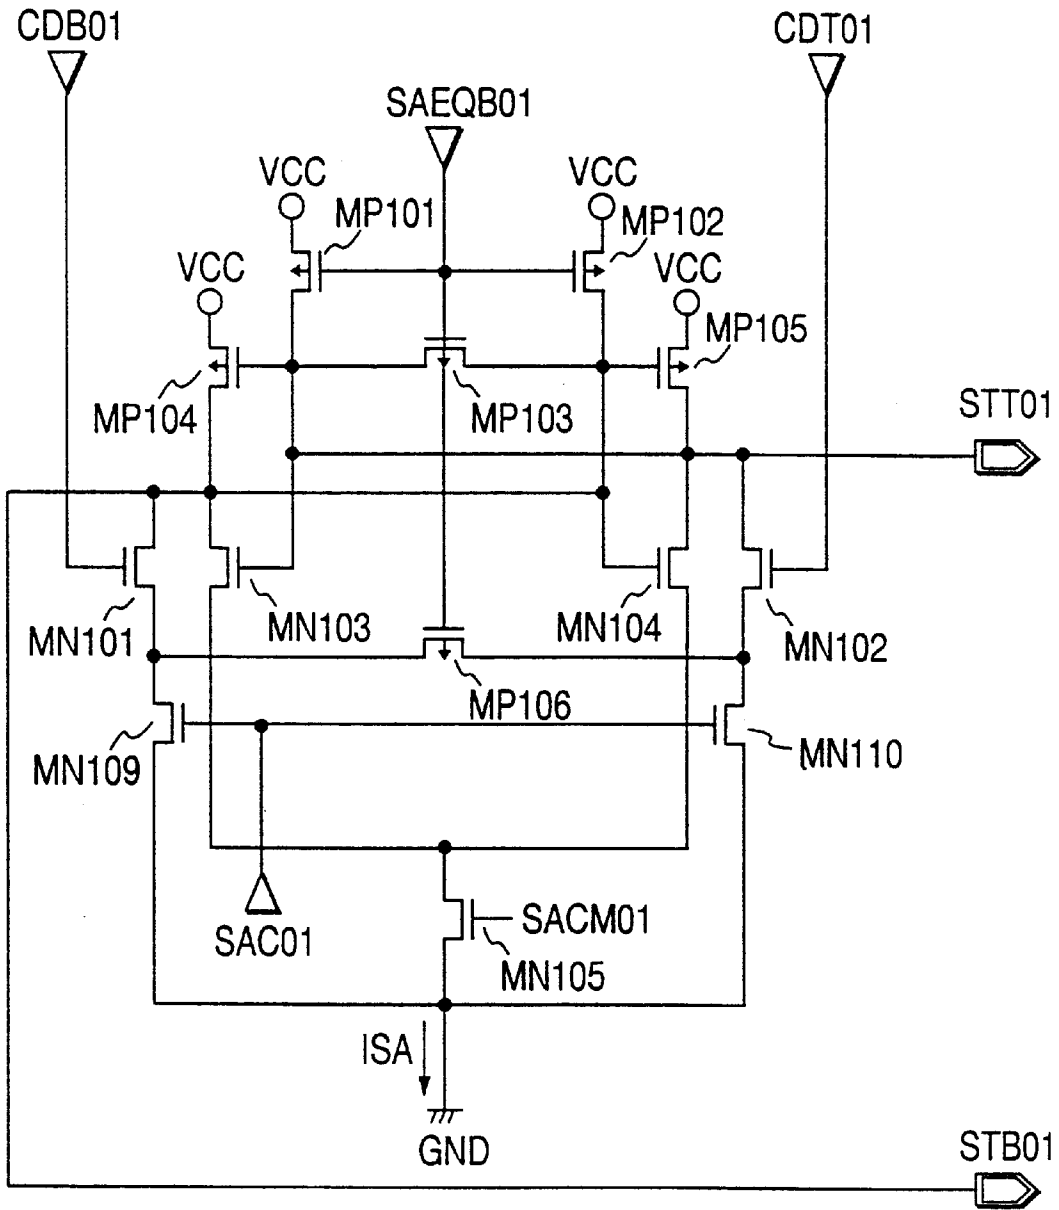 CDB01
CDT01
SAEQB01
VCC
VCC
MP101
MP102
VCC
VCC
MP105
MP104
MP103
STT01
MN101
MN103
MN104
MN102
MP106
MN109
MN110
SAC01
SACM01
MN105
ISA
GND
STB01